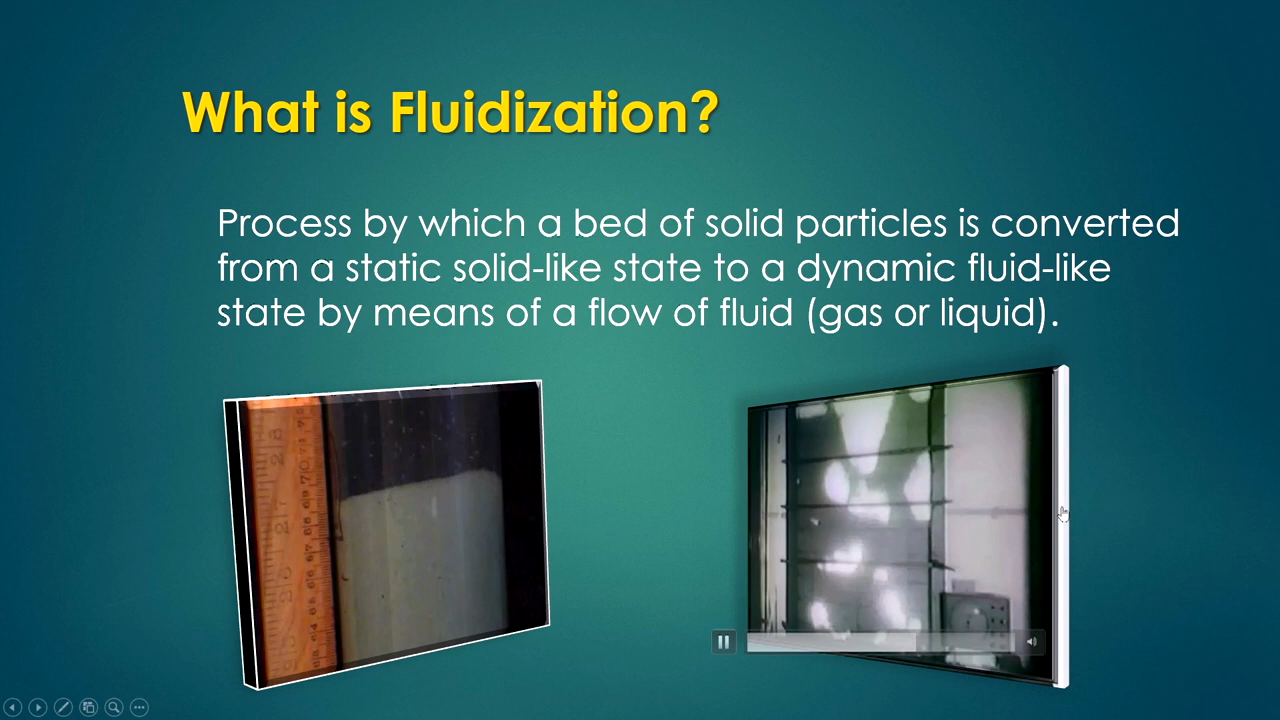 What is Fluidization?
Process by which a bed of solid particles is converted
from a static solid-like state to a dynamic fluid-like
state by means of a flow of fluid (gas or liquid).